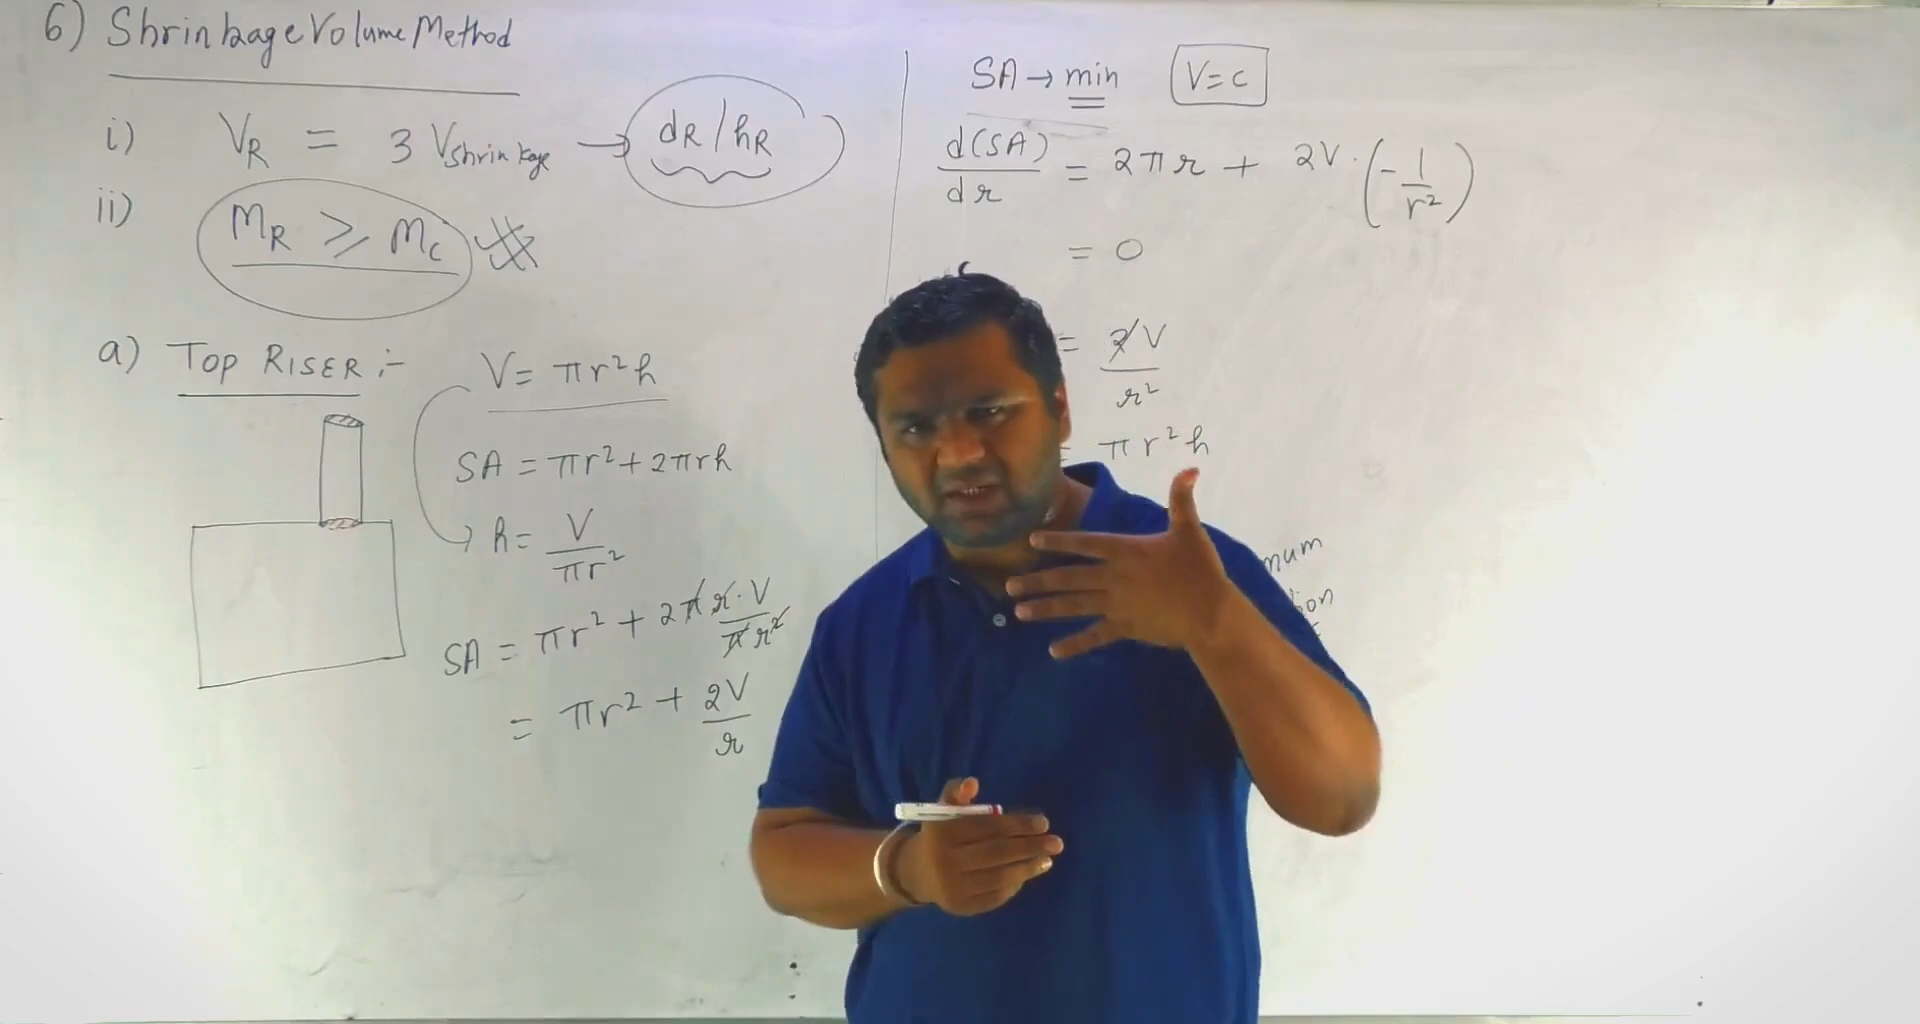 6) Shrinkage Volume Method
i) V_R = 3 V_shrinkage → d_R/h_R
ii) M_R ≥ M_C
a) TOP RISER :-
V = πr²h
SA = πr² + 2πrh
h = V/πr²
SA = πr² + 2πr·V/πr²
= πr² + 2V/r
SA → min V=c
d(SA)/dr = 2πr + 2V·(-1/r²)
= 0
= 2V/r²
= πr²h